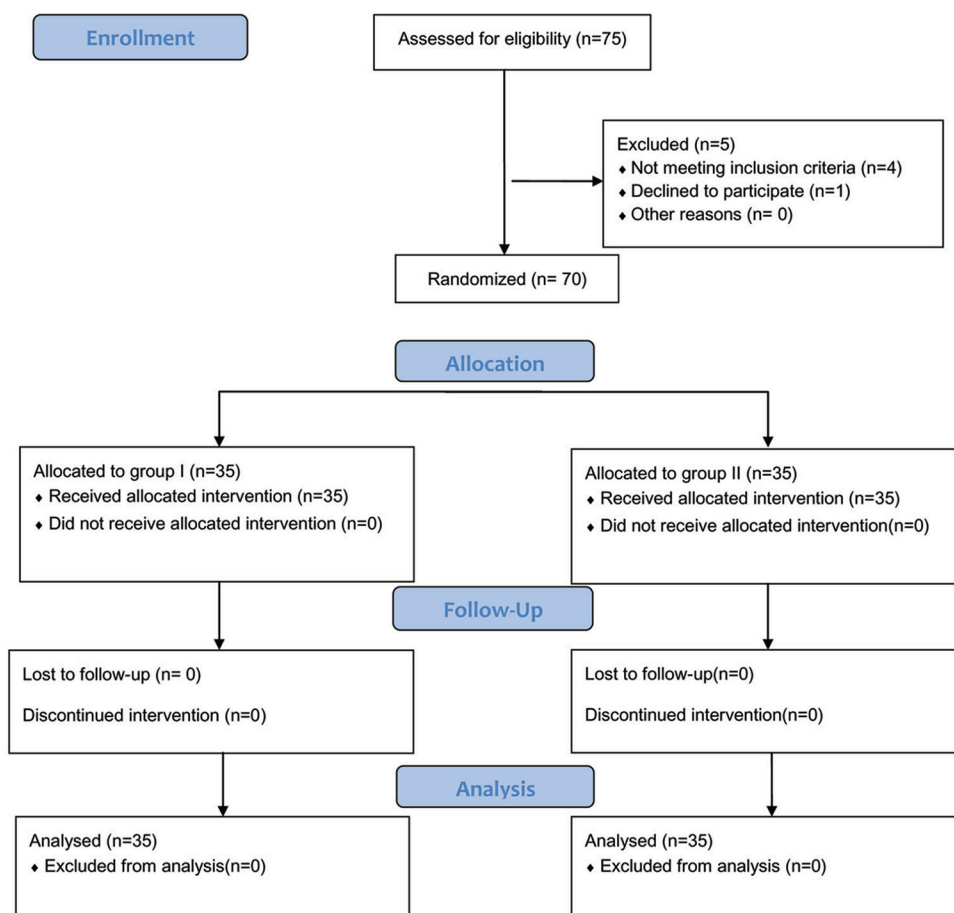 Enrollment
Assessed for eligibility (n=75)
Excluded (n=5)
♦ Not meeting inclusion criteria (n=4)
♦ Declined to participate (n=1)
♦ Other reasons (n= 0)
Randomized (n= 70)
Allocation
Allocated to group I (n=35)
♦ Received allocated intervention (n=35)
♦ Did not receive allocated intervention (n=0)
Allocated to group II (n=35)
♦ Received allocated intervention (n=35)
♦ Did not receive allocated intervention(n=0)
Follow-Up
Lost to follow-up (n= 0)
Discontinued intervention (n=0)
Lost to follow-up(n=0)
Discontinued intervention(n=0)
Analysis
Analysed (n=35)
♦ Excluded from analysis(n=0)
Analysed (n=35)
♦ Excluded from analysis (n=0)